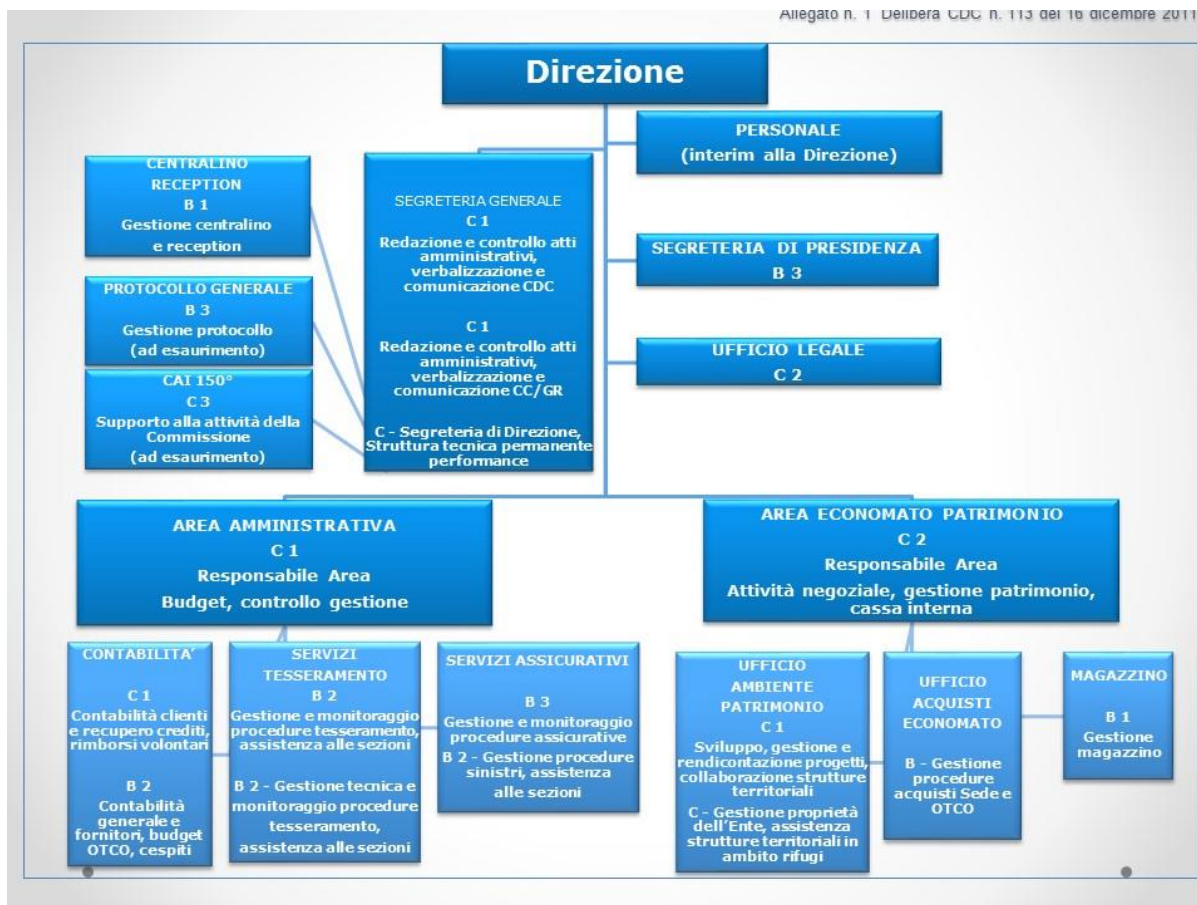 Allegato n. 1 Delibera CDC n. 113 del 16 dicembre 2011
Direzione
PERSONALE
(interim alla Direzione)
CENTRALINO
RECEPTION
B 1
Gestione centralino
e reception
SEGRETERIA GENERALE
C 1
Redazione e controllo atti
amministrativi,
verbalizzazione e
comunicazione CDC
C 1
Redazione e controllo atti
amministrativi,
verbalizzazione e
comunicazione CC/GR
C - Segreteria di Direzione,
Struttura tecnica permanente
performance
SEGRETERIA DI PRESIDENZA
B 3
PROTOCOLLO GENERALE
B 3
Gestione protocollo
(ad esaurimento)
UFFICIO LEGALE
C 2
CAI 150°
C 3
Supporto alla attività della
Commissione
(ad esaurimento)
AREA AMMINISTRATIVA
C 1
Responsabile Area
Budget, controllo gestione
AREA ECONOMATO PATRIMONIO
C 2
Responsabile Area
Attività negoziale, gestione patrimonio,
cassa interna
CONTABILITA’
C 1
Contabilità clienti
e recupero crediti,
rimborsi volontari
B 2
Contabilità
generale e
fornitori, budget
OTCO, cespiti
SERVIZI
TESSERAMENTO
B 2
Gestione e monitoraggio
procedure tesseramento,
assistenza alle sezioni
B 2 - Gestione tecnica e
monitoraggio procedure
tesseramento,
assistenza alle sezioni
SERVIZI ASSICURATIVI
B 3
Gestione e monitoraggio
procedure assicurative
B 2 - Gestione procedure
sinistri, assistenza
alle sezioni
UFFICIO
AMBIENTE
PATRIMONIO
C 1
Sviluppo, gestione e
rendicontazione progetti,
collaborazione strutture
territoriali
C - Gestione proprietà
dell’Ente, assistenza
strutture territoriali in
ambito rifugi
UFFICIO
ACQUISTI
ECONOMATO
B - Gestione
procedure
acquisti Sede e
OTCO
MAGAZZINO
B 1
Gestione
magazzino